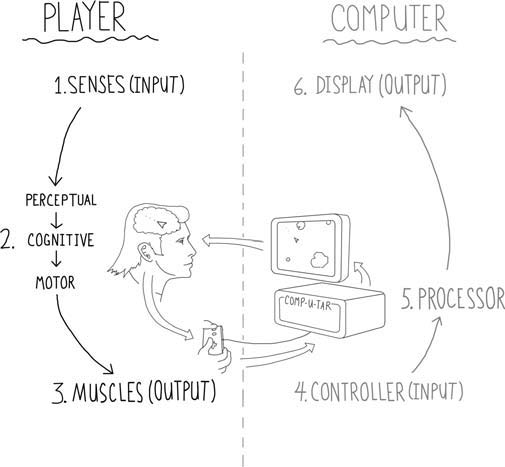 PLAYER
COMPUTER
1. SENSES (INPUT)
6. DISPLAY (OUTPUT)
PERCEPTUAL
2. COGNITIVE
MOTOR
COMP-U-TAR
5. PROCESSOR
3. MUSCLES (OUTPUT)
4. CONTROLLER (INPUT)